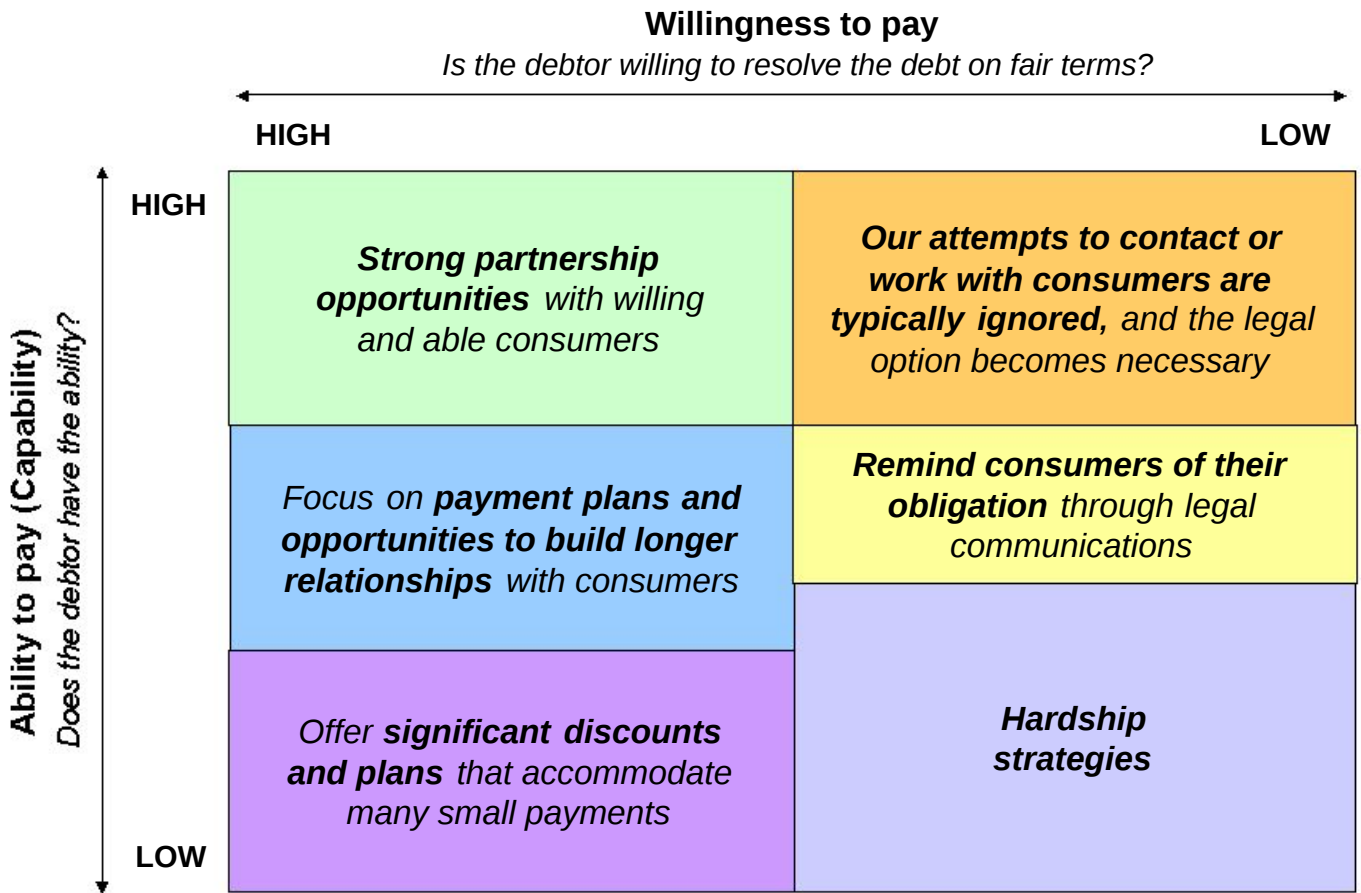 Willingness to pay
Is the debtor willing to resolve the debt on fair terms?
HIGH
LOW
Ability to pay (Capability)
Does the debtor have the ability?
HIGH
Strong partnership
opportunities with willing
and able consumers
Our attempts to contact or
work with consumers are
typically ignored, and the legal
option becomes necessary
Focus on payment plans and
opportunities to build longer
relationships with consumers
Remind consumers of their
obligation through legal
communications
Offer significant discounts
and plans that accommodate
many small payments
Hardship
strategies
LOW